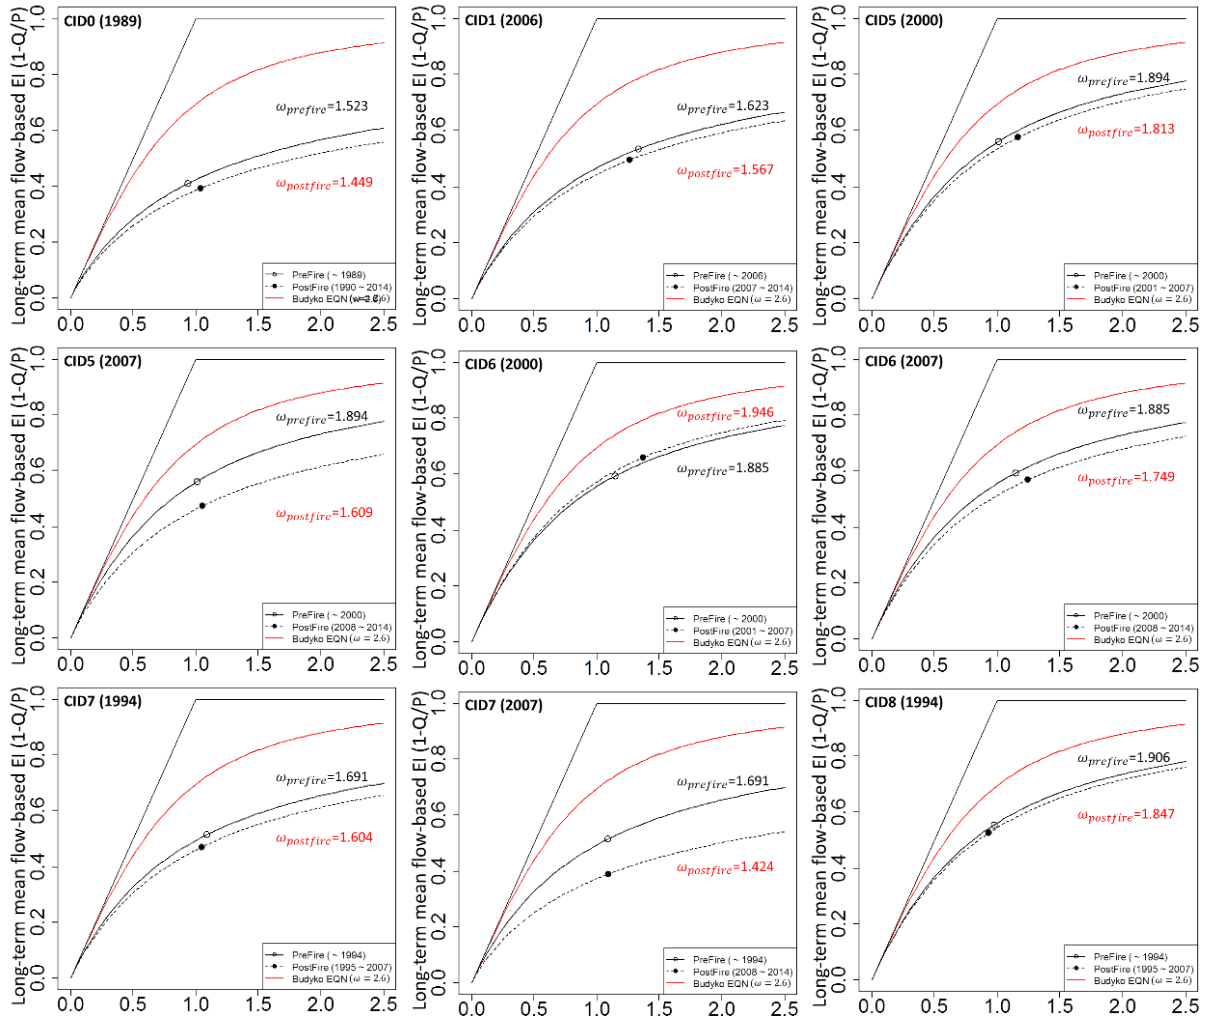 Long-term mean flow-based EI (1-Q/P)
CID0 (1989)
1.0
0.8
0.6
0.4
0.2
0.0
ω_prefire=1.523
ω_postfire=1.449
PreFire (~ 1989)
PostFire (1990 ~ 2014)
Budyko EQN
0.0 0.5 1.0 1.5 2.0 2.5
Long-term mean flow-based EI (1-Q/P)
CID1 (2006)
1.0
0.8
0.6
0.4
0.2
0.0
ω_prefire=1.623
ω_postfire=1.567
PreFire (~ 2006)
PostFire (2007 ~ 2014)
Budyko EQN (ω = 2.6)
0.0 0.5 1.0 1.5 2.0 2.5
Long-term mean flow-based EI (1-Q/P)
CID5 (2000)
1.0
0.8
0.6
0.4
0.2
0.0
ω_prefire=1.894
ω_postfire=1.813
PreFire (~ 2000)
PostFire (2001 ~ 2007)
Budyko EQN (ω = 2.6)
0.0 0.5 1.0 1.5 2.0 2.5
Long-term mean flow-based EI (1-Q/P)
CID5 (2007)
1.0
0.8
0.6
0.4
0.2
0.0
ω_prefire=1.894
ω_postfire=1.609
PreFire (~ 2000)
PostFire (2008 ~ 2014)
Budyko EQN (ω = 2.6)
0.0 0.5 1.0 1.5 2.0 2.5
Long-term mean flow-based EI (1-Q/P)
CID6 (2000)
1.0
0.8
0.6
0.4
0.2
0.0
ω_postfire=1.946
ω_prefire=1.885
PreFire (~ 2000)
PostFire (2001 ~ 2007)
Budyko EQN (ω = 2.6)
0.0 0.5 1.0 1.5 2.0 2.5
Long-term mean flow-based EI (1-Q/P)
CID6 (2007)
1.0
0.8
0.6
0.4
0.2
0.0
ω_prefire=1.885
ω_postfire=1.749
PreFire (~ 2000)
PostFire (2008 ~ 2014)
Budyko EQN (ω = 2.6)
0.0 0.5 1.0 1.5 2.0 2.5
Long-term mean flow-based EI (1-Q/P)
CID7 (1994)
1.0
0.8
0.6
0.4
0.2
0.0
ω_prefire=1.691
ω_postfire=1.604
PreFire (~ 1994)
PostFire (1995 ~ 2007)
Budyko EQN (ω = 2.6)
0.0 0.5 1.0 1.5 2.0 2.5
Long-term mean flow-based EI (1-Q/P)
CID7 (2007)
1.0
0.8
0.6
0.4
0.2
0.0
ω_prefire=1.691
ω_postfire=1.424
PreFire (~ 1994)
PostFire (2008 ~ 2014)
Budyko EQN (ω = 2.6)
0.0 0.5 1.0 1.5 2.0 2.5
Long-term mean flow-based EI (1-Q/P)
CID8 (1994)
1.0
0.8
0.6
0.4
0.2
0.0
ω_prefire=1.906
ω_postfire=1.847
PreFire (~ 1994)
PostFire (1995 ~ 2007)
Budyko EQN (ω = 2.6)
0.0 0.5 1.0 1.5 2.0 2.5